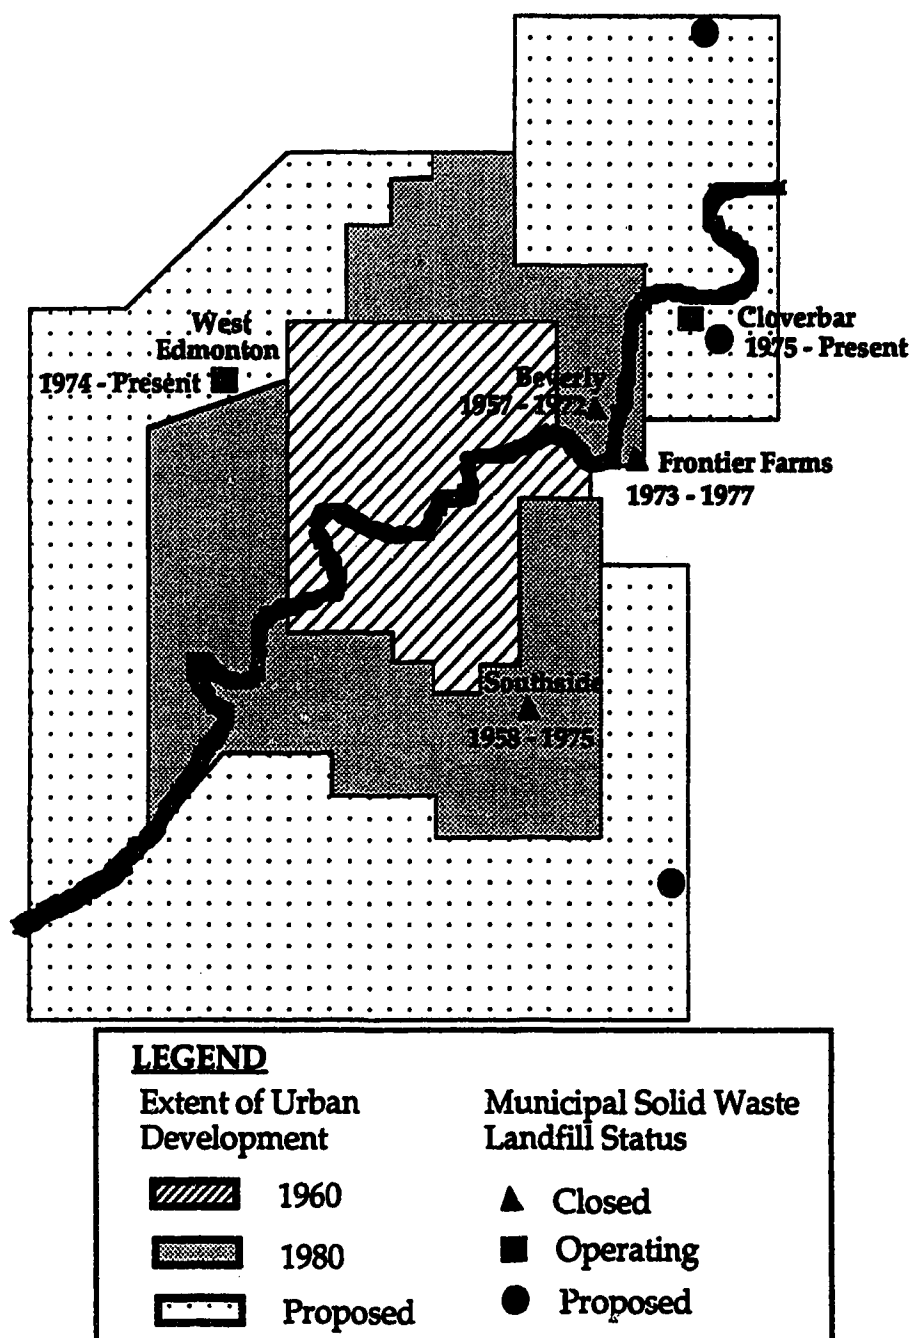 West
Edmonton
1974 - Present
Cloverbar
1975 - Present
Beverly
1957 - 1972
Frontier Farms
1973 - 1977
Southside
1958 - 1975
LEGEND
Extent of Urban
Development
1960
1980
Proposed
Municipal Solid Waste
Landfill Status
Closed
Operating
Proposed